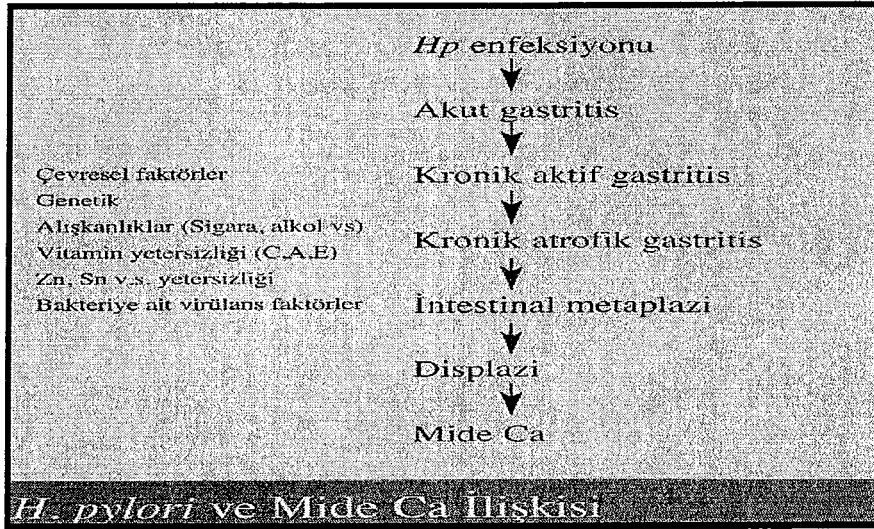 Hp enfeksiyonu
Akut gastritis
Kronik aktif gastritis
Kronik atrofik gastritis
İntestinal metaplazi
Displazi
Mide Ca
Çevresel faktörler
Genetik
Alışkanlıklar (Sigara, alkol vs)
Vitamin yetersizliği (C,A,E)
Zn, Sn v.s. yetersizliği
Bakteriye ait virülans faktörler
H. pylori ve Mide Ca İlişkisi